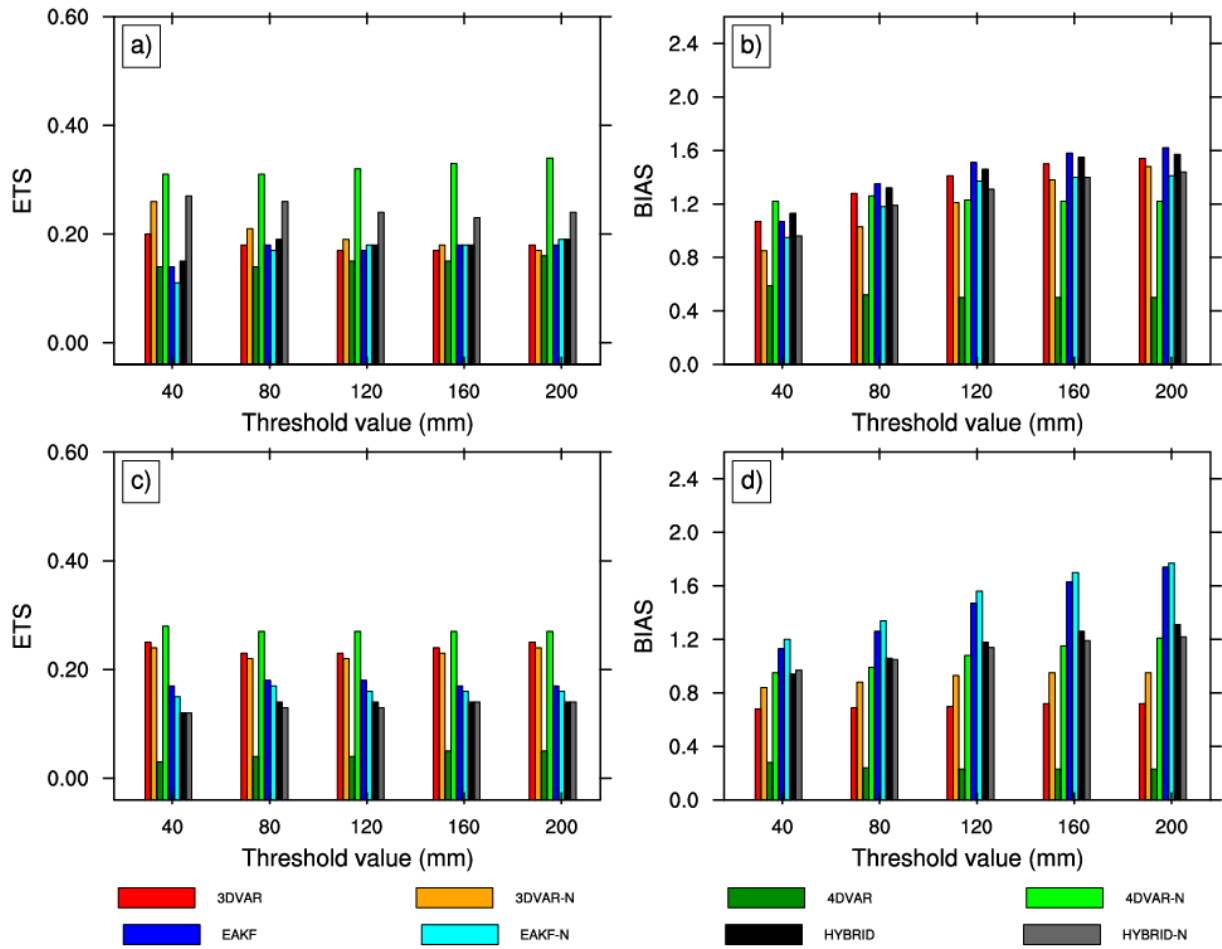 a)
0.60
0.40
0.20
0.00
ETS
40 80 120 160 200
Threshold value (mm)
b)
2.4
2.0
1.6
1.2
0.8
0.4
0.0
BIAS
40 80 120 160 200
Threshold value (mm)
c)
0.60
0.40
0.20
0.00
ETS
40 80 120 160 200
Threshold value (mm)
d)
2.4
2.0
1.6
1.2
0.8
0.4
0.0
BIAS
40 80 120 160 200
Threshold value (mm)
3DVAR 3DVAR-N 4DVAR 4DVAR-N
EAKF EAKF-N HYBRID HYBRID-N